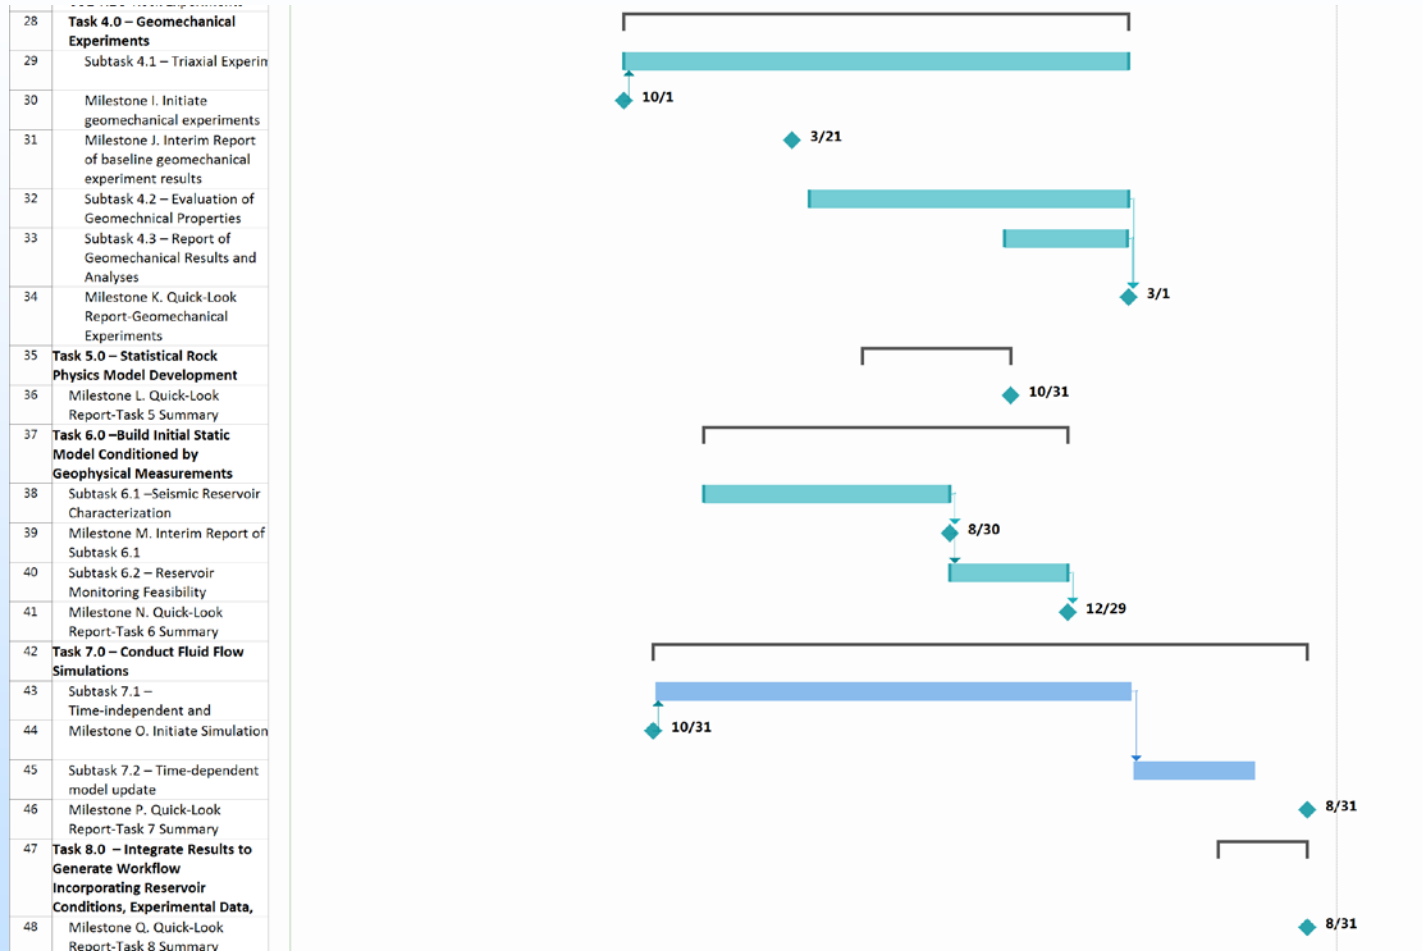 28 Task 4.0 – Geomechanical
Experiments
29 Subtask 4.1 – Triaxial Experim
30 Milestone I. Initiate
geomechanical experiments
10/1
31 Milestone J. Interim Report
of baseline geomechanical
experiment results
3/21
32 Subtask 4.2 – Evaluation of
Geomechnical Properties
33 Subtask 4.3 – Report of
Geomechanical Results and
Analyses
34 Milestone K. Quick-Look
Report-Geomechanical
Experiments
3/1
35 Task 5.0 – Statistical Rock
Physics Model Development
36 Milestone L. Quick-Look
Report-Task 5 Summary
10/31
37 Task 6.0 –Build Initial Static
Model Conditioned by
Geophysical Measurements
38 Subtask 6.1 –Seismic Reservoir
Characterization
39 Milestone M. Interim Report of
Subtask 6.1
8/30
40 Subtask 6.2 – Reservoir
Monitoring Feasibility
41 Milestone N. Quick-Look
Report-Task 6 Summary
12/29
42 Task 7.0 – Conduct Fluid Flow
Simulations
43 Subtask 7.1 –
Time-independent and
44 Milestone O. Initiate Simulation
10/31
45 Subtask 7.2 – Time-dependent
model update
46 Milestone P. Quick-Look
Report-Task 7 Summary
8/31
47 Task 8.0 – Integrate Results to
Generate Workflow
Incorporating Reservoir
Conditions, Experimental Data,
48 Milestone Q. Quick-Look
Report-Task 8 Summary
8/31